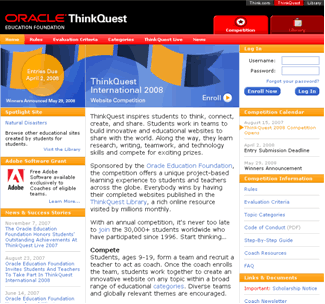 Think.com
ThinkQuest
Library
ORACLE ThinkQuest
EDUCATION FOUNDATION
Competition
Library
Home
Rules
Evaluation Criteria
Categories
ThinkQuest Live
News
Entries Due
April 2, 2008
Winners Announced May 29, 2008
ThinkQuest
International 2008
Website Competition
Enroll
Log In
Username:
Password:
Forgot your password?
Enroll Now
Log In
Spotlight Site
Natural Disasters
Browse other educational sites
created by students for
students.
Visit the Library
Adobe Software Grant
Adobe
Free Adobe
Software available
exclusively for
Coaches of eligible
teams.
Learn More...
News & Success Stories
November 7, 2007
The Oracle Education
Foundation Honors Students'
Outstanding Achievements At
ThinkQuest Live 2007
August 22, 2007
Oracle Education Foundation
Invites Students And Teachers
To Take Part In ThinkQuest
International 2008
June 14, 2007
Oracle Education Foundation
ThinkQuest inspires students to think, connect,
create, and share. Students work in teams to
build innovative and educational websites to
share with the world. Along the way, they learn
research, writing, teamwork, and technology
skills and compete for exciting prizes.
Sponsored by the Oracle Education Foundation,
the competition offers a unique project-based
learning experience to students and teachers
across the globe. Everybody wins by having
their completed websites published in the
ThinkQuest Library, a rich online resource
visited by millions monthly.
With an annual competition, it's never too late
to join the 30,000+ students worldwide who
have participated since 1996. Start thinking...
Compete
Students, ages 9-19, form a team and recruit a
teacher to act as coach. Once the coach enrolls
the team, students work together to create an
innovative website on any topic within a broad
range of educational categories. Diverse teams
and globally relevant themes are encouraged.
Competition Calendar
August 15, 2007
ThinkQuest 2008 Competition
Opens
April 2, 2008
Entry Submission Deadline
May 29, 2008
Winners Announcement
Competition Information
Rules
Evaluation Criteria
Topic Categories
Code of Conduct (PDF)
Step-By-Step Guide
Coach Resources
FAQ
Links & Documents
Important! Schools Notice